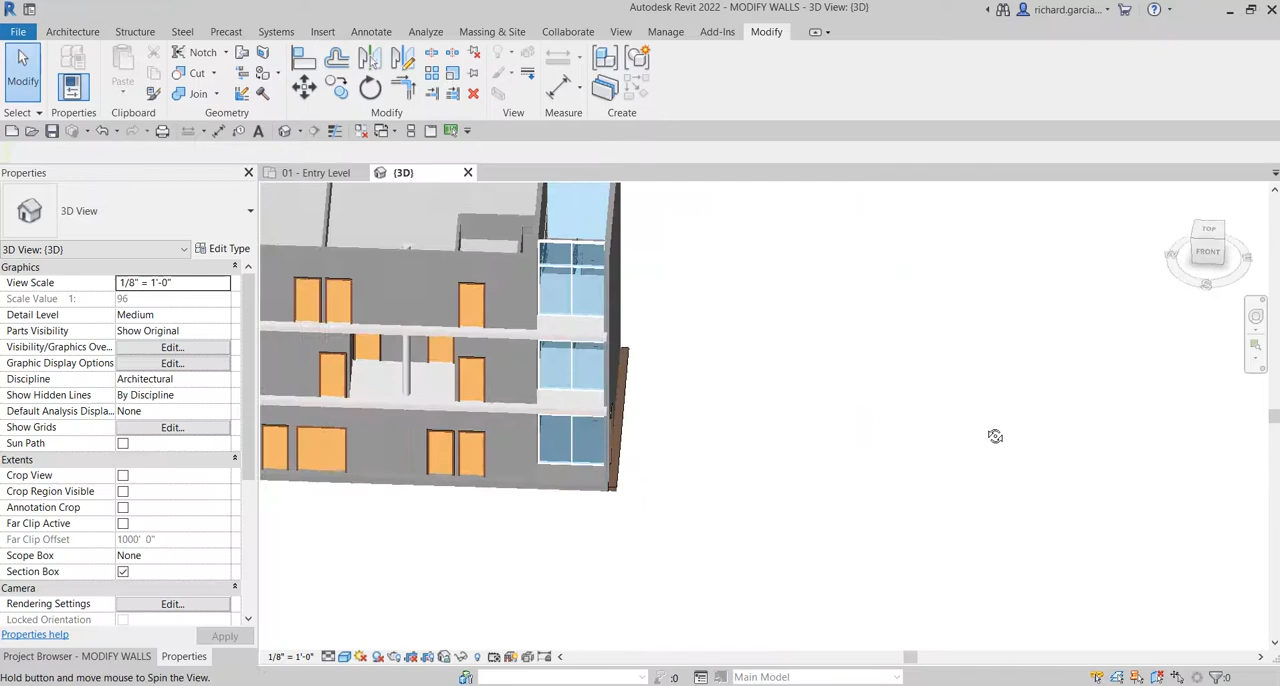 Autodesk Revit 2022 - MODIFY WALLS - 3D View: {3D}
richard.garcia...
File Architecture Structure Steel Precast Systems Insert Annotate Analyze Massing & Site Collaborate View Manage Add-Ins Modify
Modify
Paste
Notch
Cut
Join
Select Properties Clipboard Geometry Modify View Measure Create
Properties
01 - Entry Level
{3D}
3D View
3D View: {3D}
Edit Type
Graphics
View Scale 1/8" = 1'-0"
Scale Value 1: 96
Detail Level Medium
Parts Visibility Show Original
Visibility/Graphics Ove... Edit...
Graphic Display Options Edit...
Discipline Architectural
Show Hidden Lines By Discipline
Default Analysis Displa... None
Show Grids Edit...
Sun Path
Extents
Crop View
Crop Region Visible
Annotation Crop
Far Clip Active
Far Clip Offset 1000' 0"
Scope Box None
Section Box
Camera
Rendering Settings Edit...
Locked Orientation
Properties help
Apply
TOP
FRONT
Project Browser - MODIFY WALLS
Properties
1/8" = 1'-0"
Hold button and move mouse to Spin the View.
:0
Main Model
:0